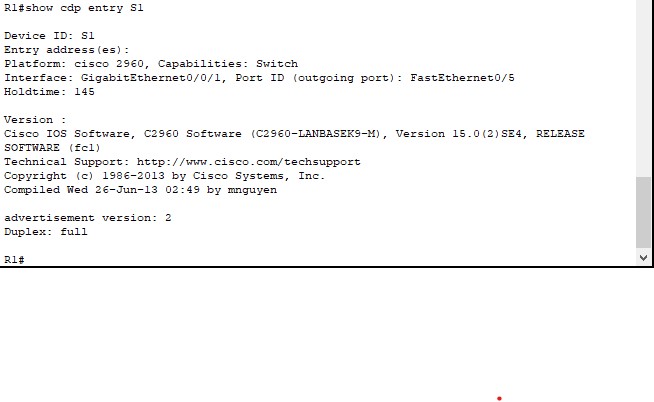 R1#show cdp entry S1
Device ID: S1
Entry address(es):
Platform: cisco 2960, Capabilities: Switch
Interface: GigabitEthernet0/0/1, Port ID (outgoing port): FastEthernet0/5
Holdtime: 145
Version :
Cisco IOS Software, C2960 Software (C2960-LANBASEK9-M), Version 15.0(2)SE4, RELEASE
SOFTWARE (fc1)
Technical Support: http://www.cisco.com/techsupport
Copyright (c) 1986-2013 by Cisco Systems, Inc.
Compiled Wed 26-Jun-13 02:49 by mnguyen
advertisement version: 2
Duplex: full
R1#